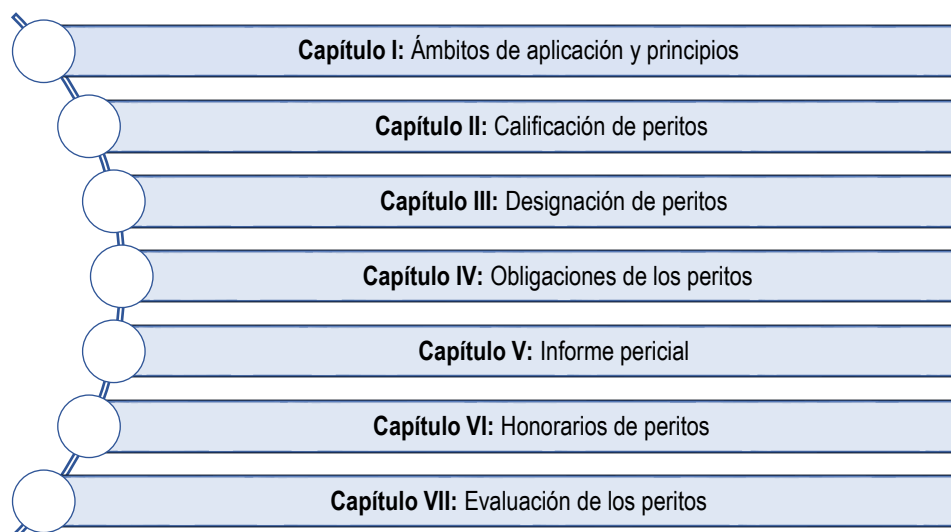 Capítulo I: Ámbitos de aplicación y principios
Capítulo II: Calificación de peritos
Capítulo III: Designación de peritos
Capítulo IV: Obligaciones de los peritos
Capítulo V: Informe pericial
Capítulo VI: Honorarios de peritos
Capítulo VII: Evaluación de los peritos